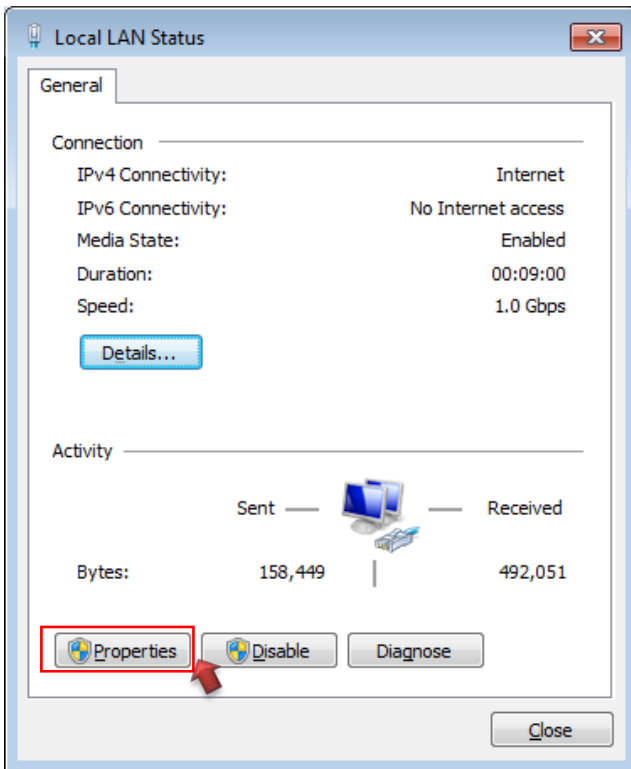 Local LAN Status
General
Connection
IPv4 Connectivity: Internet
IPv6 Connectivity: No Internet access
Media State: Enabled
Duration: 00:09:00
Speed: 1.0 Gbps
Details...
Activity
Sent — — Received
Bytes: 158,449 | 492,051
Properties Disable Diagnose
Close